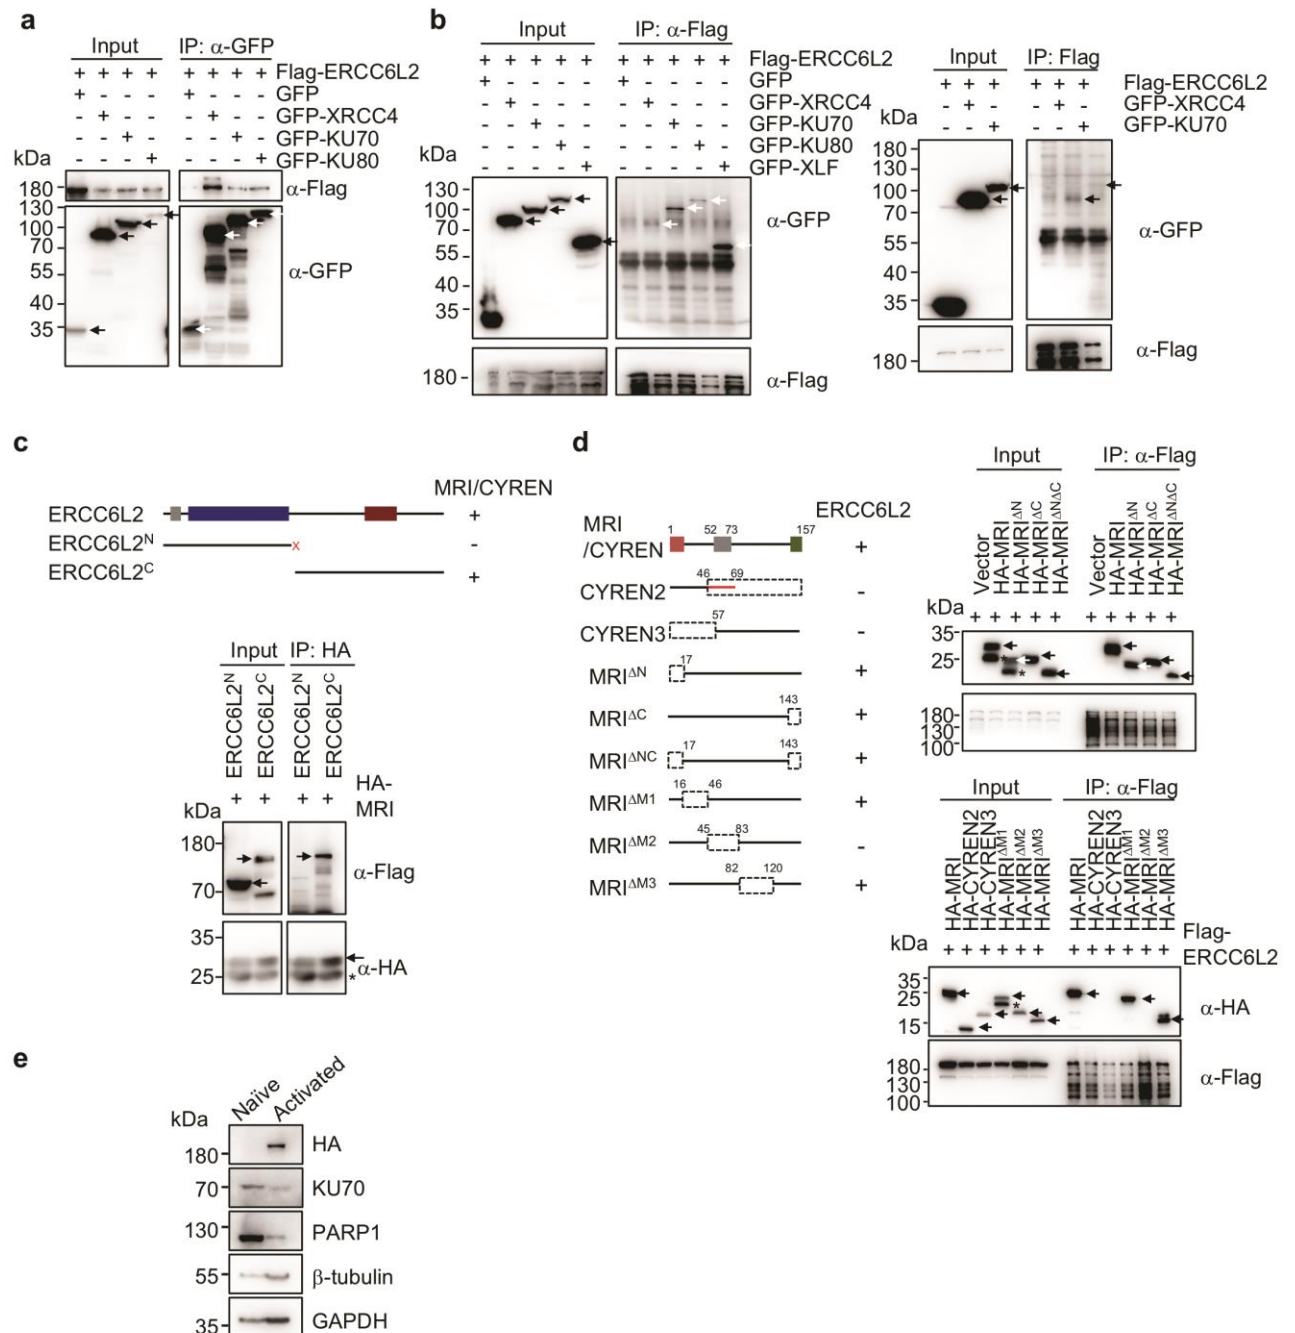 a
Input
IP: α-GFP
+ + + + + + + + Flag-ERCC6L2
+ - - - + - - - GFP
- + - - - + - - GFP-XRCC4
- - + - - - + - GFP-KU70
- - - + - - - + GFP-KU80
kDa
180
α-Flag
130
100
70
55
40
35
α-GFP
b
Input
IP: α-Flag
+ + + + + + + + + + Flag-ERCC6L2
+ - - - - + - - - - GFP
- + - - - - + - - - GFP-XRCC4
- - + - - - - + - - GFP-KU70
- - - + - - - - + - GFP-KU80
- - - - + - - - - + GFP-XLF
kDa
130
100
70
55
40
35
α-GFP
180
α-Flag
Input
IP: Flag
+ + + + + + Flag-ERCC6L2
- + - - + - GFP-XRCC4
- - + - - + GFP-KU70
kDa
180
130
100
70
55
40
35
α-GFP
180
α-Flag
c
MRI/CYREN
ERCC6L2 +
ERCC6L2N x -
ERCC6L2C +
Input
IP: HA
ERCC6L2N
ERCC6L2C
ERCC6L2N
ERCC6L2C
HA-
MRI
+ + + +
kDa
180
70
α-Flag
35
25
α-HA
*
d
ERCC6L2
MRI
/CYREN
1 52 73 157
+
CYREN2 46 69 -
CYREN3 57 -
MRIΔN 17 +
MRIΔC 143 +
MRIΔNC 17 143 +
MRIΔM1 16 46 +
MRIΔM2 45 83 -
MRIΔM3 82 120 +
Input
IP: α-Flag
Vector
HA-MRI
HA-MRIΔN
HA-MRIΔC
HA-MRIΔNΔC
Vector
HA-MRI
HA-MRIΔN
HA-MRIΔC
HA-MRIΔNΔC
kDa
+ + + + + + + + + +
35
25
*
*
180
130
100
Input
IP: α-Flag
HA-MRI
HA-CYREN2
HA-CYREN3
HA-MRIΔM1
HA-MRIΔM2
HA-MRIΔM3
HA-MRI
HA-CYREN2
HA-CYREN3
HA-MRIΔM1
HA-MRIΔM2
HA-MRIΔM3
Flag-
ERCC6L2
kDa
+ + + + + + + + + + + +
35
25
15
*
α-HA
180
130
100
α-Flag
e
Naïve
Activated
kDa
180
HA
70
KU70
130
PARP1
55
β-tubulin
35
GAPDH